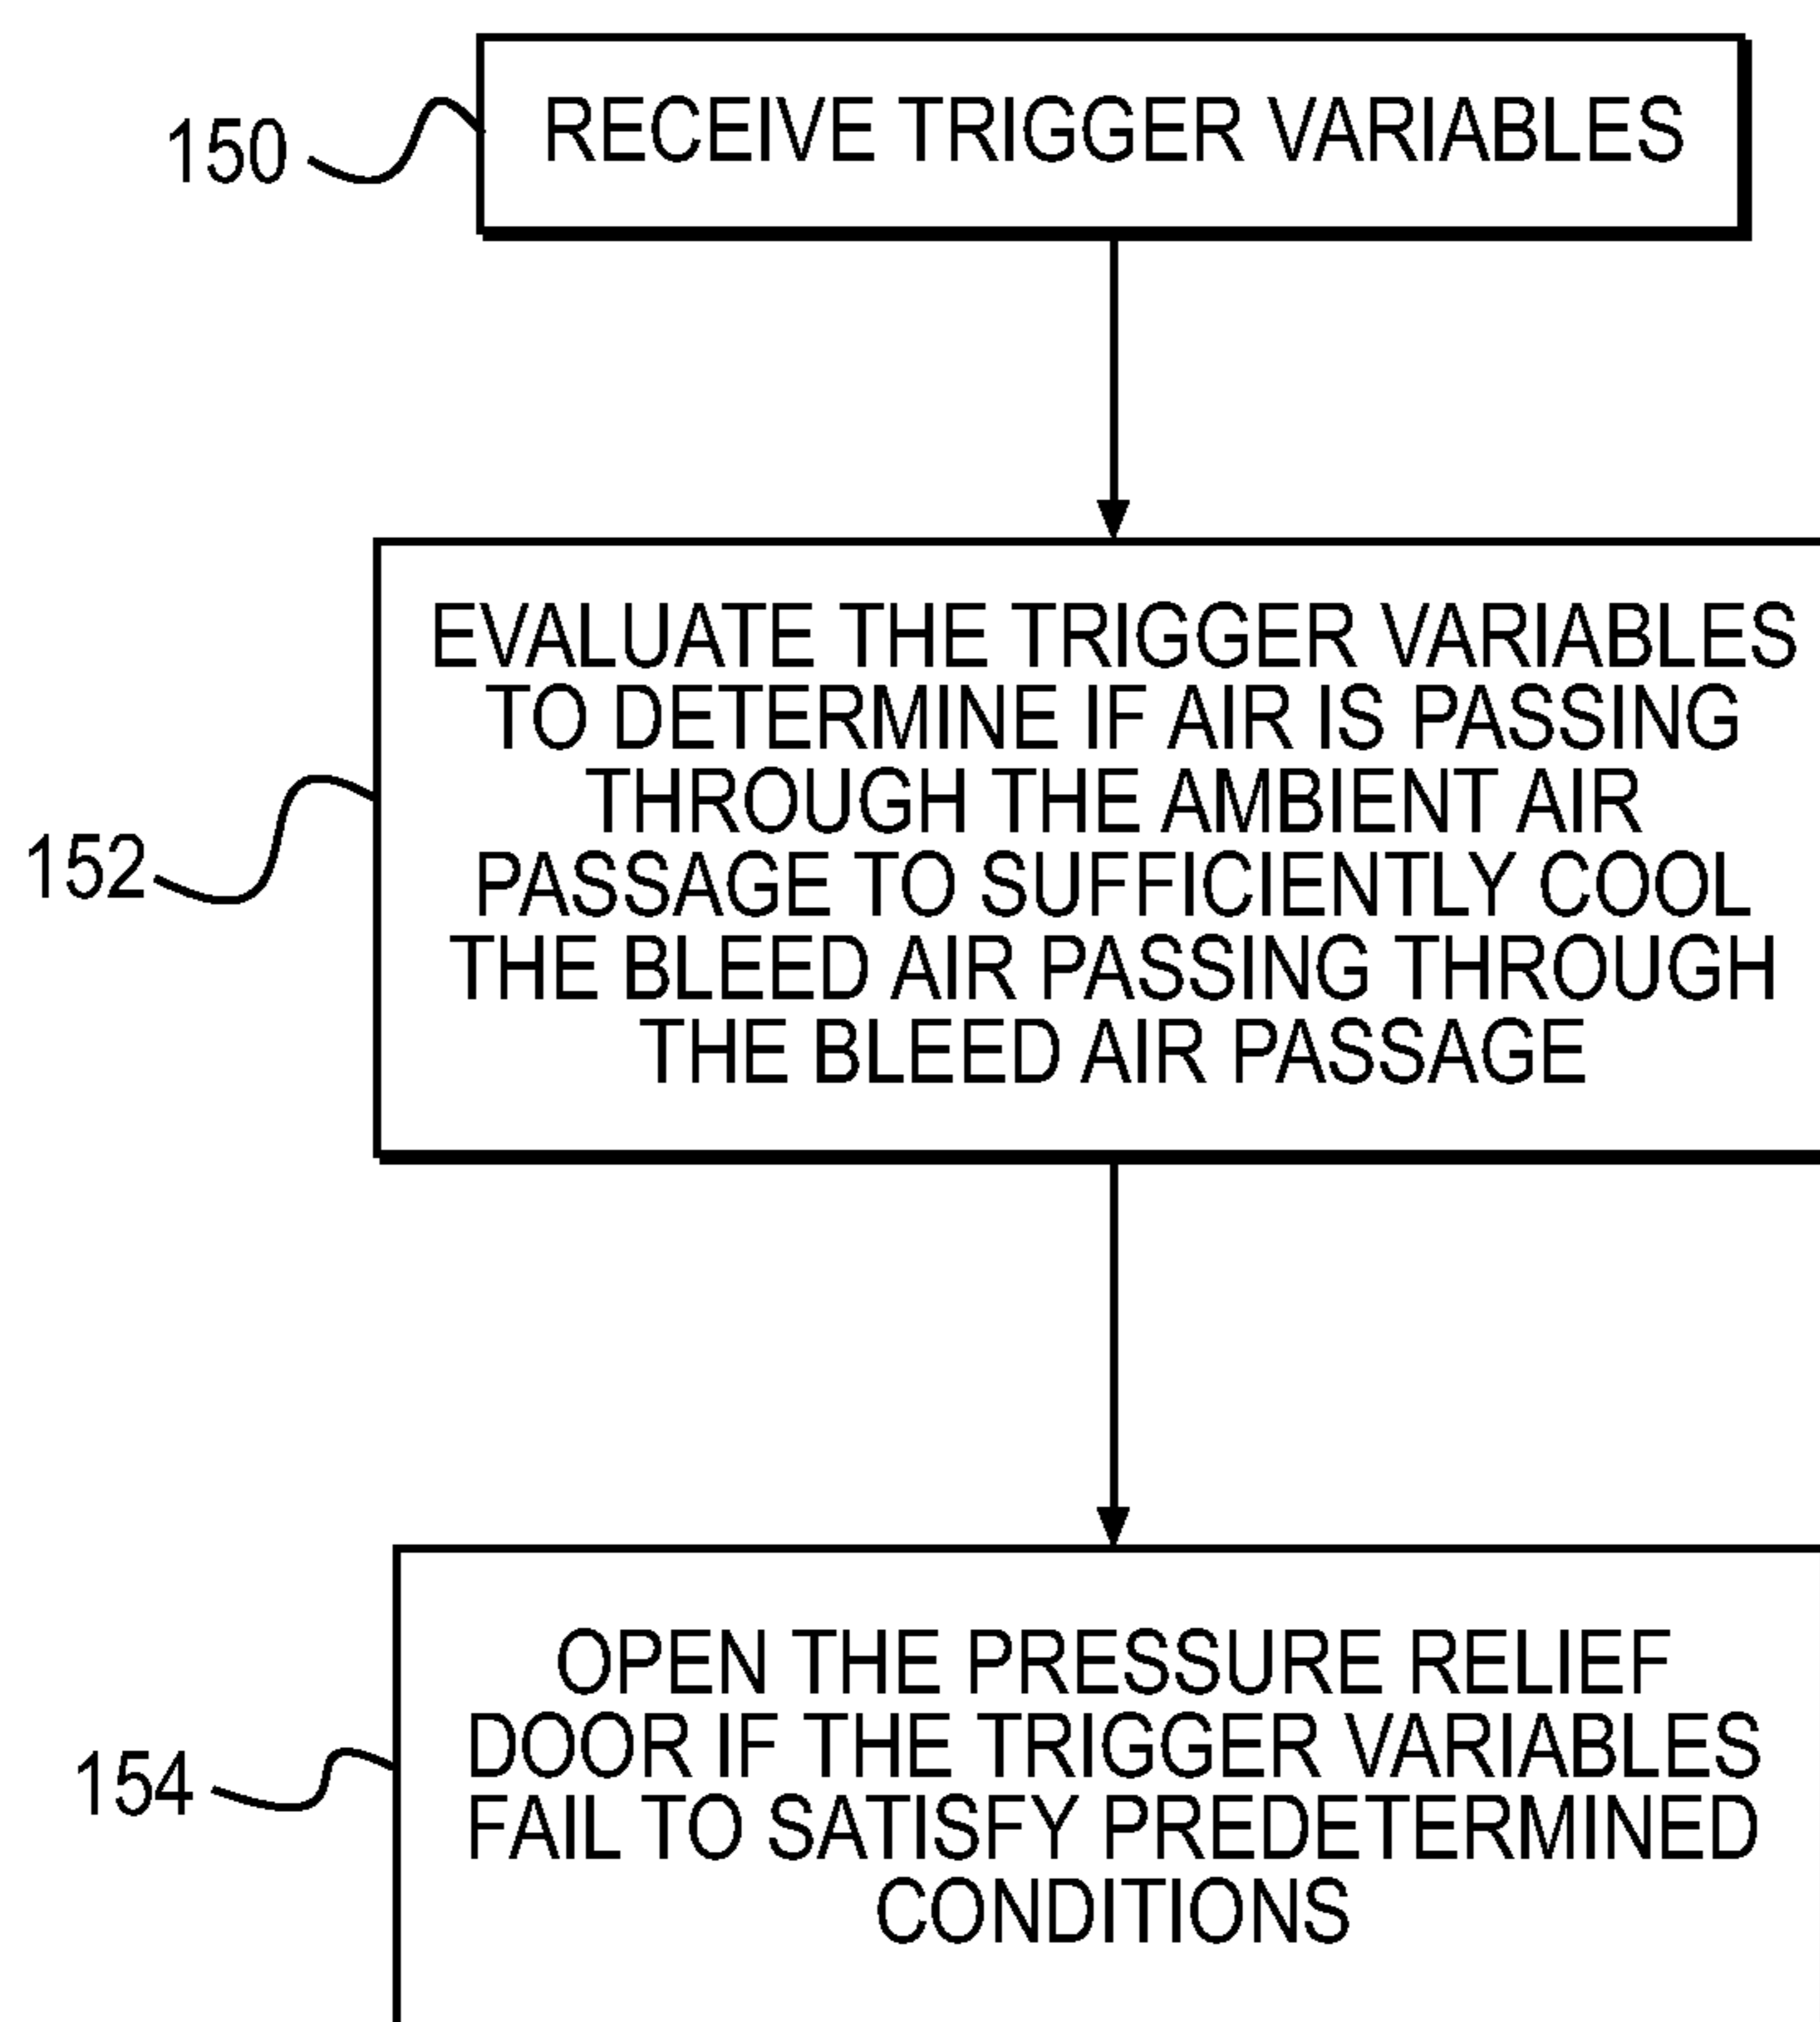 150
RECEIVE TRIGGER VARIABLES
152
EVALUATE THE TRIGGER VARIABLES
TO DETERMINE IF AIR IS PASSING
THROUGH THE AMBIENT AIR
PASSAGE TO SUFFICIENTLY COOL
THE BLEED AIR PASSING THROUGH
THE BLEED AIR PASSAGE
154
OPEN THE PRESSURE RELIEF
DOOR IF THE TRIGGER VARIABLES
FAIL TO SATISFY PREDETERMINED
CONDITIONS